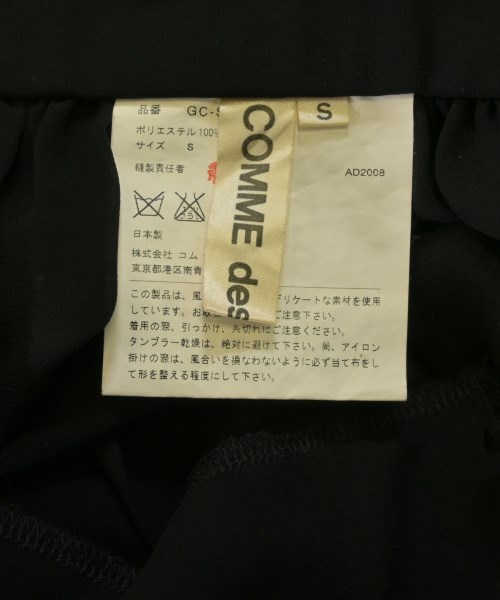 品番 GC-S
ポリエステル100%
サイズ S
縫製責任者
AD2008
日本製
株式会社 コム
東京都港区南青
この製品は、風 デリケートな素材を使用
しています。お取 ご注意下さい。
着用の際、引っかけ、糸切れにご注意ください。
タンブラー乾燥は、絶対に避けて下さい。尚、アイロン
掛けの際は、風合いを損なわないように必ず当て布をし
て形を整える程度にして下さい。
COMME des
S